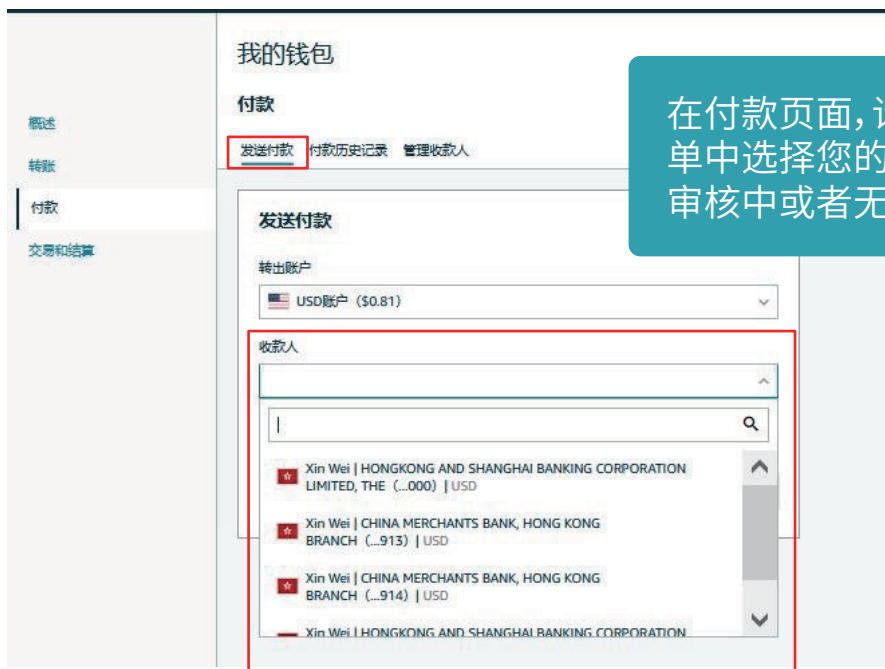 我的钱包
付款
概述
转账
付款
交易和结算
发送付款 付款历史记录 管理收款人
在付款页面，
单中选择您的
审核中或者无
发送付款
转出账户
USD账户（$0.81）
收款人
Xin Wei | HONGKONG AND SHANGHAI BANKING CORPORATION
LIMITED, THE （...000）| USD
Xin Wei | CHINA MERCHANTS BANK, HONG KONG
BRANCH （...913）| USD
Xin Wei | CHINA MERCHANTS BANK, HONG KONG
BRANCH （...914）| USD
Xin Wei | HONGKONG AND SHANGHAI BANKING CORPORATION